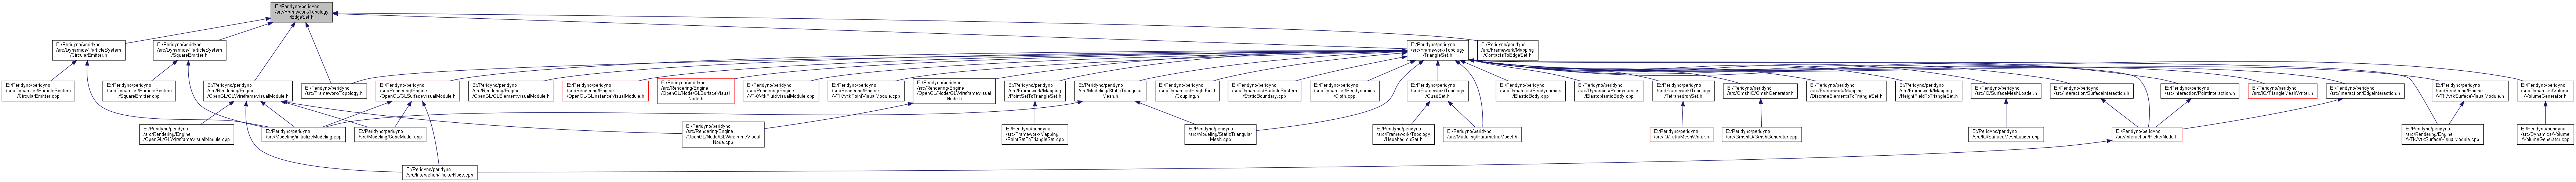 E:/Peridyno/peridyno
/src/Framework/Topology
/EdgeSet.h
E:/Peridyno/peridyno
/src/Dynamics/ParticleSystem
/CircularEmitter.h
E:/Peridyno/peridyno
/src/Dynamics/ParticleSystem
/SquareEmitter.h
E:/Peridyno/peridyno
/src/Framework/Topology
/TriangleSet.h
E:/Peridyno/peridyno
/src/Framework/Mapping
/ContactsToEdgeSet.h
E:/Peridyno/peridyno
/src/Dynamics/ParticleSystem
/CircularEmitter.cpp
E:/Peridyno/peridyno
/src/Dynamics/ParticleSystem
/SquareEmitter.cpp
E:/Peridyno/peridyno
/src/Rendering/Engine
/OpenGL/GLWireframeVisualModule.h
E:/Peridyno/peridyno
/src/Framework/Topology.h
E:/Peridyno/peridyno
/src/Rendering/Engine
/OpenGL/GLSurfaceVisualModule.h
E:/Peridyno/peridyno
/src/Rendering/Engine
/OpenGL/GLElementVisualModule.h
E:/Peridyno/peridyno
/src/Rendering/Engine
/OpenGL/GLInstanceVisualModule.h
E:/Peridyno/peridyno
/src/Rendering/Engine
/OpenGL/Node/GLSurfaceVisual
Node.h
E:/Peridyno/peridyno
/src/Rendering/Engine
/VTK/VtkFluidVisualModule.cpp
E:/Peridyno/peridyno
/src/Rendering/Engine
/VTK/VtkPointVisualModule.cpp
E:/Peridyno/peridyno
/src/Rendering/Engine
/OpenGL/Node/GLWireframeVisual
Node.h
E:/Peridyno/peridyno
/src/Framework/Mapping
/PointSetToTriangleSet.h
E:/Peridyno/peridyno
/src/Modeling/StaticTriangular
Mesh.h
E:/Peridyno/peridyno
/src/Dynamics/HeightField
/Coupling.h
E:/Peridyno/peridyno
/src/Dynamics/ParticleSystem
/StaticBoundary.cpp
E:/Peridyno/peridyno
/src/Dynamics/Peridynamics
/Cloth.cpp
E:/Peridyno/peridyno
/src/Framework/Topology
/QuadSet.h
E:/Peridyno/peridyno
/src/Dynamics/Peridynamics
/ElasticBody.cpp
E:/Peridyno/peridyno
/src/Dynamics/Peridynamics
/ElastoplasticBody.cpp
E:/Peridyno/peridyno
/src/Framework/Topology
/TetrahedronSet.h
E:/Peridyno/peridyno
/src/GmshIO/GmshGenerator.h
E:/Peridyno/peridyno
/src/Framework/Mapping
/DiscreteElementsToTriangleSet.h
E:/Peridyno/peridyno
/src/Framework/Mapping
/HeightFieldToTriangleSet.h
E:/Peridyno/peridyno
/src/IO/SurfaceMeshLoader.h
E:/Peridyno/peridyno
/src/Interaction/SurfaceInteraction.h
E:/Peridyno/peridyno
/src/Interaction/PointInteraction.h
E:/Peridyno/peridyno
/src/IO/TriangleMeshWriter.h
E:/Peridyno/peridyno
/src/Interaction/EdgeInteraction.h
E:/Peridyno/peridyno
/src/Rendering/Engine
/VTK/VtkSurfaceVisualModule.h
E:/Peridyno/peridyno
/src/Dynamics/Volume
/VolumeGenerator.h
E:/Peridyno/peridyno
/src/Rendering/Engine
/OpenGL/GLWireframeVisualModule.cpp
E:/Peridyno/peridyno
/src/Modeling/initializeModeling.cpp
E:/Peridyno/peridyno
/src/Modeling/CubeModel.cpp
E:/Peridyno/peridyno
/src/Rendering/Engine
/OpenGL/Node/GLWireframeVisual
Node.cpp
E:/Peridyno/peridyno
/src/Framework/Mapping
/PointSetToTriangleSet.cpp
E:/Peridyno/peridyno
/src/Modeling/StaticTriangular
Mesh.cpp
E:/Peridyno/peridyno
/src/Framework/Topology
/HexahedronSet.h
E:/Peridyno/peridyno
/src/Modeling/ParametricModel.h
E:/Peridyno/peridyno
/src/IO/TetraMeshWriter.h
E:/Peridyno/peridyno
/src/GmshIO/GmshGenerator.cpp
E:/Peridyno/peridyno
/src/IO/SurfaceMeshLoader.cpp
E:/Peridyno/peridyno
/src/Interaction/PickerNode.h
E:/Peridyno/peridyno
/src/Rendering/Engine
/VTK/VtkSurfaceVisualModule.cpp
E:/Peridyno/peridyno
/src/Dynamics/Volume
/VolumeGenerator.cpp
E:/Peridyno/peridyno
/src/Interaction/PickerNode.cpp